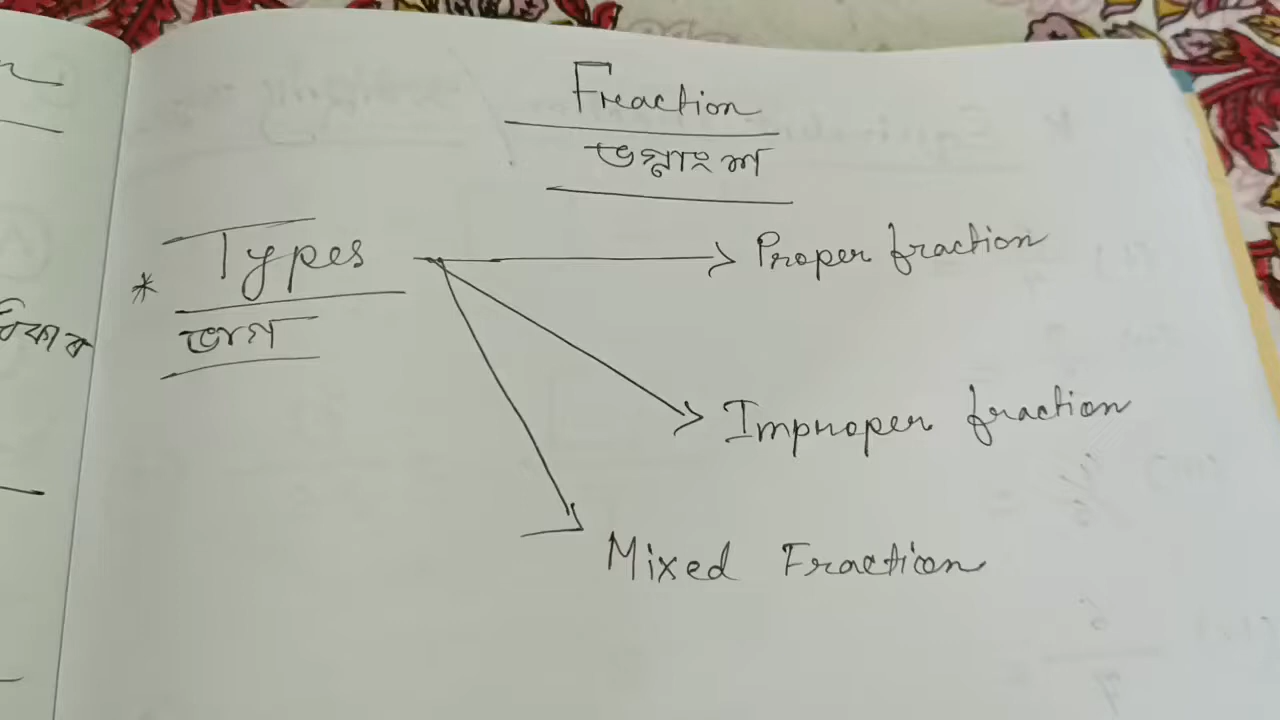 Fraction
ভগ্নাংশ
* Types
Proper fraction
Improper fraction
Mixed Fraction